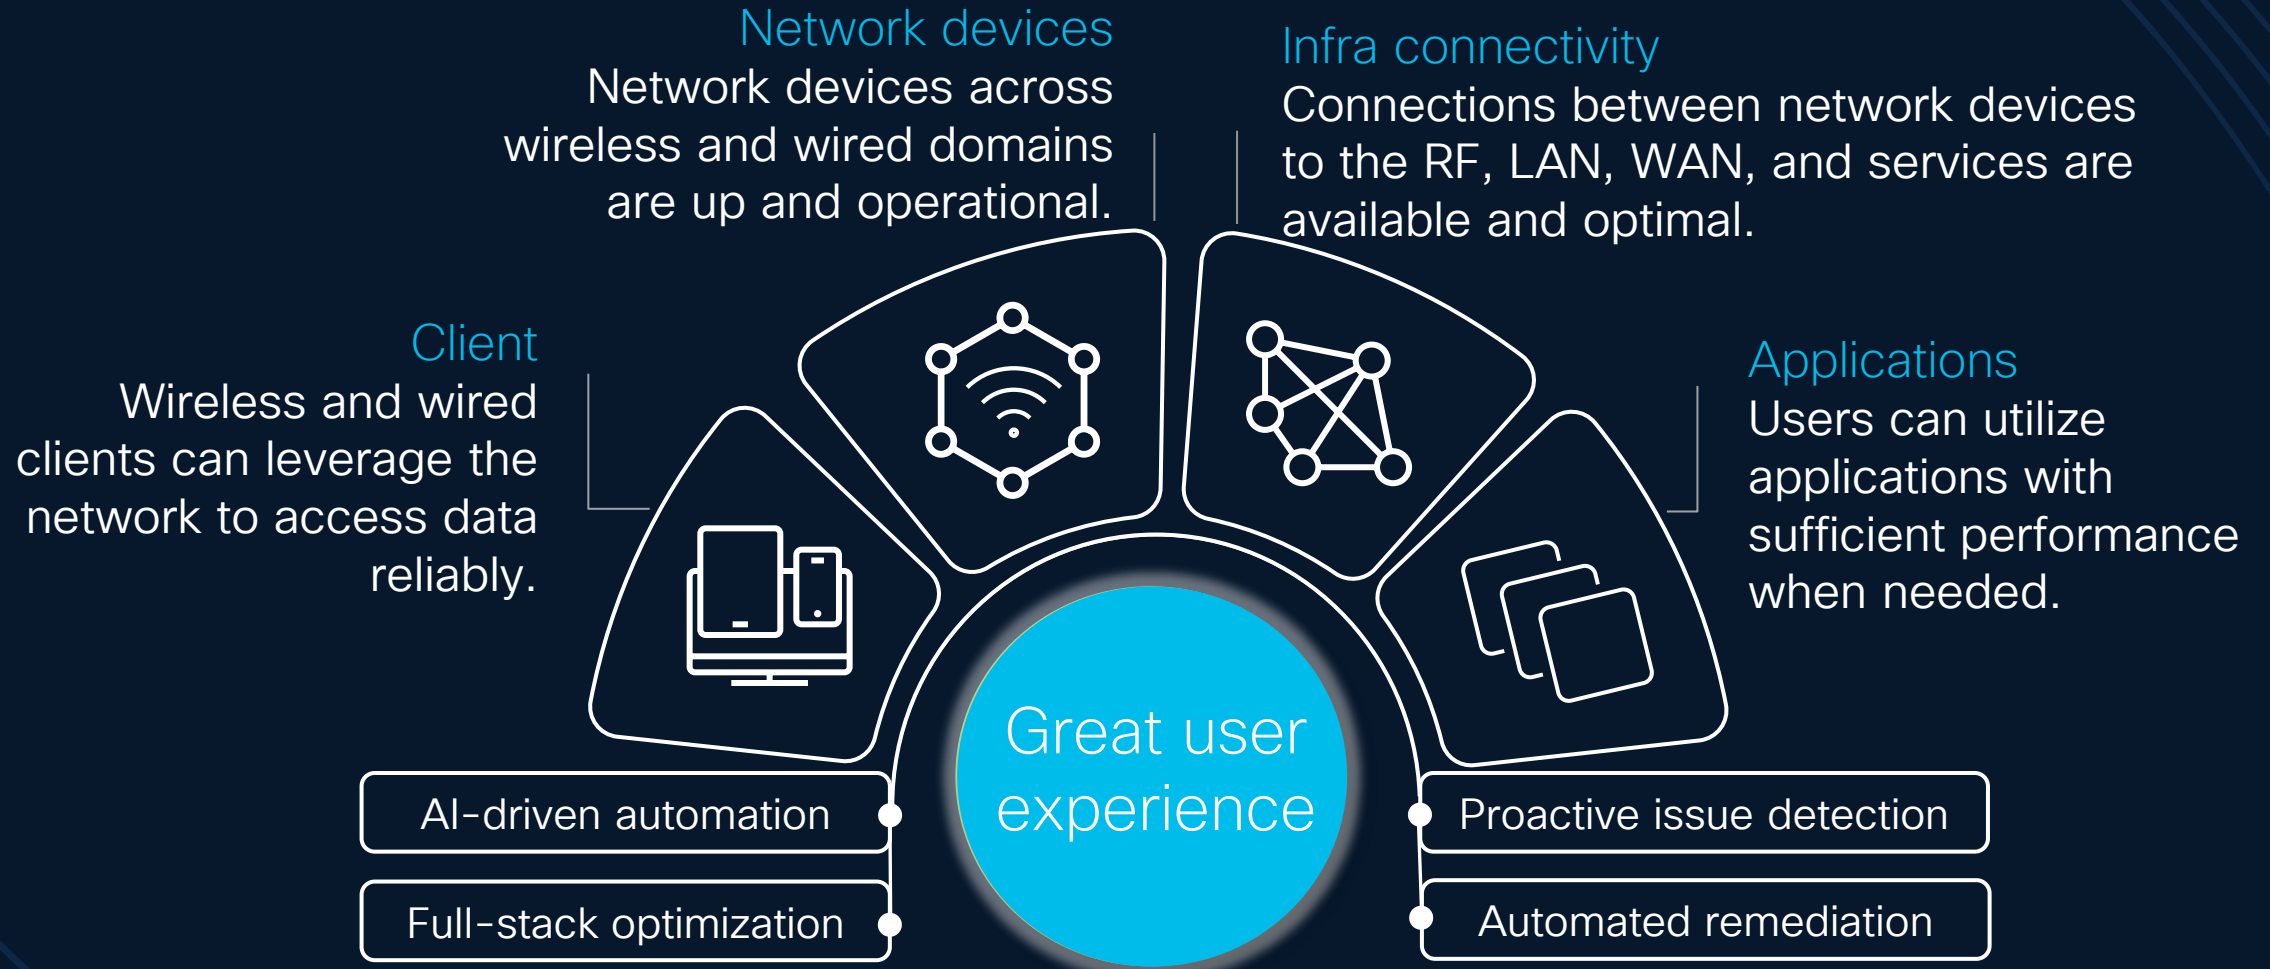 Network devices
Network devices across
wireless and wired domains
are up and operational.
Infra connectivity
Connections between network devices
to the RF, LAN, WAN, and services are
available and optimal.
Client
Wireless and wired
clients can leverage the
network to access data
reliably.
Applications
Users can utilize
applications with
sufficient performance
when needed.
Great user
experience
AI-driven automation
Full-stack optimization
Proactive issue detection
Automated remediation